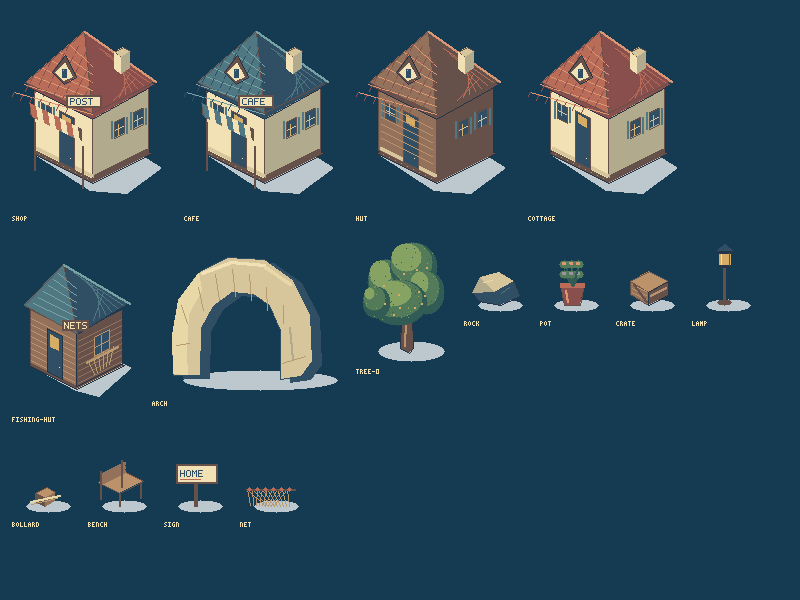 POST
CAFE
SHOP
CAFE
HUT
COTTAGE
NETS
ROCK
POT
CRATE
LAMP
TREE-0
ARCH
FISHING-HUT
HOME
BOLLARD
BENCH
SIGN
NET